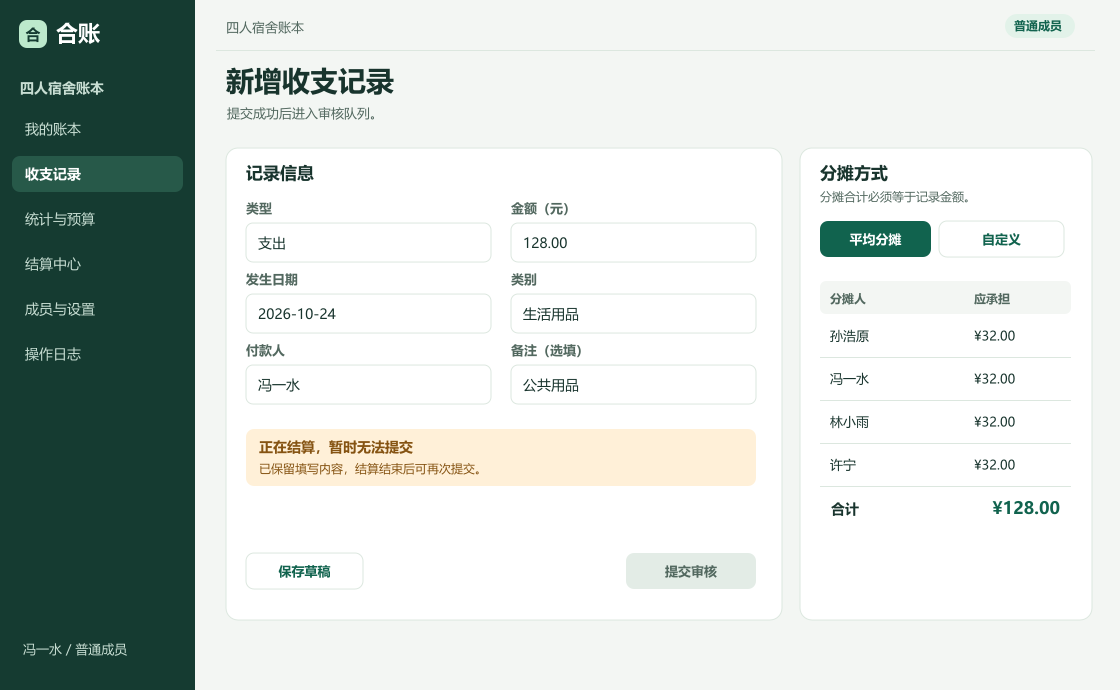 合 合账
四人宿舍账本
我的账本
收支记录
统计与预算
结算中心
成员与设置
操作日志
冯一水 / 普通成员
四人宿舍账本
普通成员
新增收支记录
提交成功后进入审核队列。
记录信息
类型
支出
金额（元）
128.00
发生日期
2026-10-24
类别
生活用品
付款人
冯一水
备注（选填）
公共用品
正在结算，暂时无法提交
已保留填写内容，结算结束后可再次提交。
保存草稿
提交审核
分摊方式
分摊合计必须等于记录金额。
平均分摊
自定义
分摊人 应承担
孙浩原 ¥32.00
冯一水 ¥32.00
林小雨 ¥32.00
许宁 ¥32.00
合计 ¥128.00